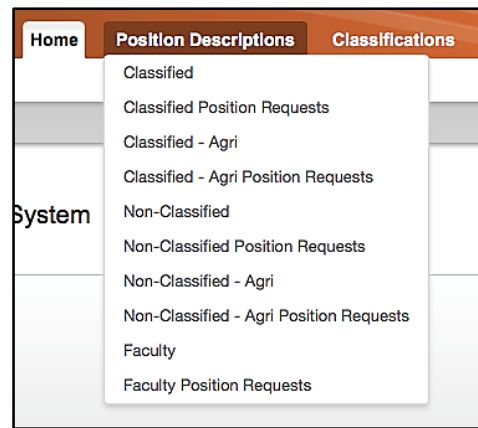 Home Position Descriptions Classifications
Classified
Classified Position Requests
Classified - Agri
Classified - Agri Position Requests
System
Non-Classified
Non-Classified Position Requests
Non-Classified - Agri
Non-Classified - Agri Position Requests
Faculty
Faculty Position Requests